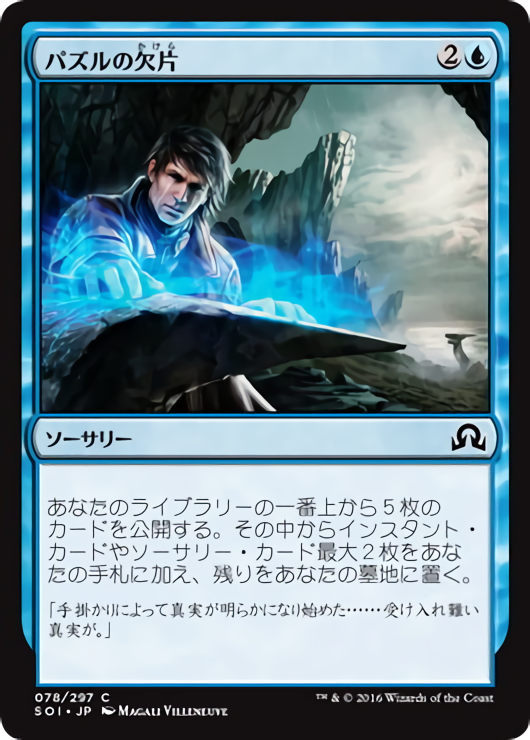 パズルの欠片
かけら
2
ソーサリー
あなたのライブラリーの一番上から5枚の
カードを公開する。その中からインスタント・
カードやソーサリー・カード最大2枚をあな
たの手札に加え、残りをあなたの墓地に置く。
「手掛かりによって真実が明らかになり始めた……受け入れ難い
真実が。」
078/297 C
SOI・JP Magali Villeneuve
™ & © 2016 Wizards of the Coast